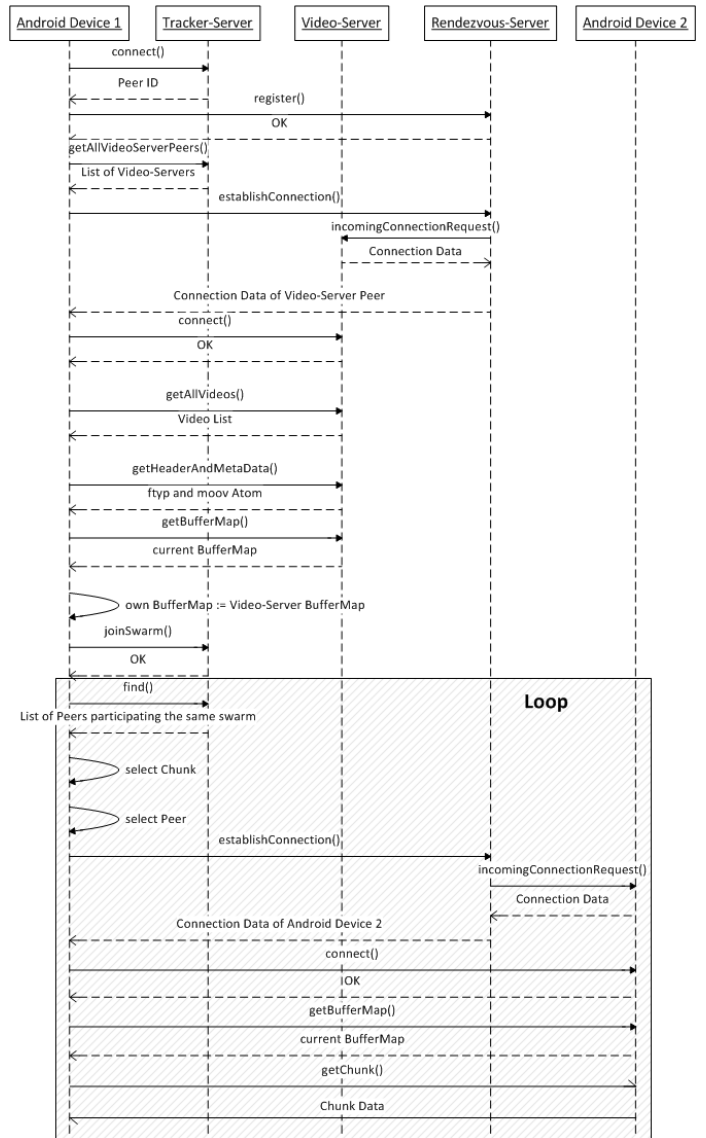 Android Device 1
Tracker-Server
Video-Server
Rendezvous-Server
Android Device 2
connect()
Peer ID
register()
OK
getAllVideoServerPeers()
List of Video-Servers
establishConnection()
incomingConnectionRequest()
Connection Data
Connection Data of Video-Server Peer
connect()
OK
getAllVideos()
Video List
getHeaderAndMetaData()
ftyp and moov Atom
getBufferMap()
current BufferMap
own BufferMap := Video-Server BufferMap
joinSwarm()
OK
find()
Loop
List of Peers participating the same swarm
select Chunk
select Peer
establishConnection()
incomingConnectionRequest()
Connection Data
Connection Data of Android Device 2
connect()
OK
getBufferMap()
current BufferMap
getChunk()
Chunk Data